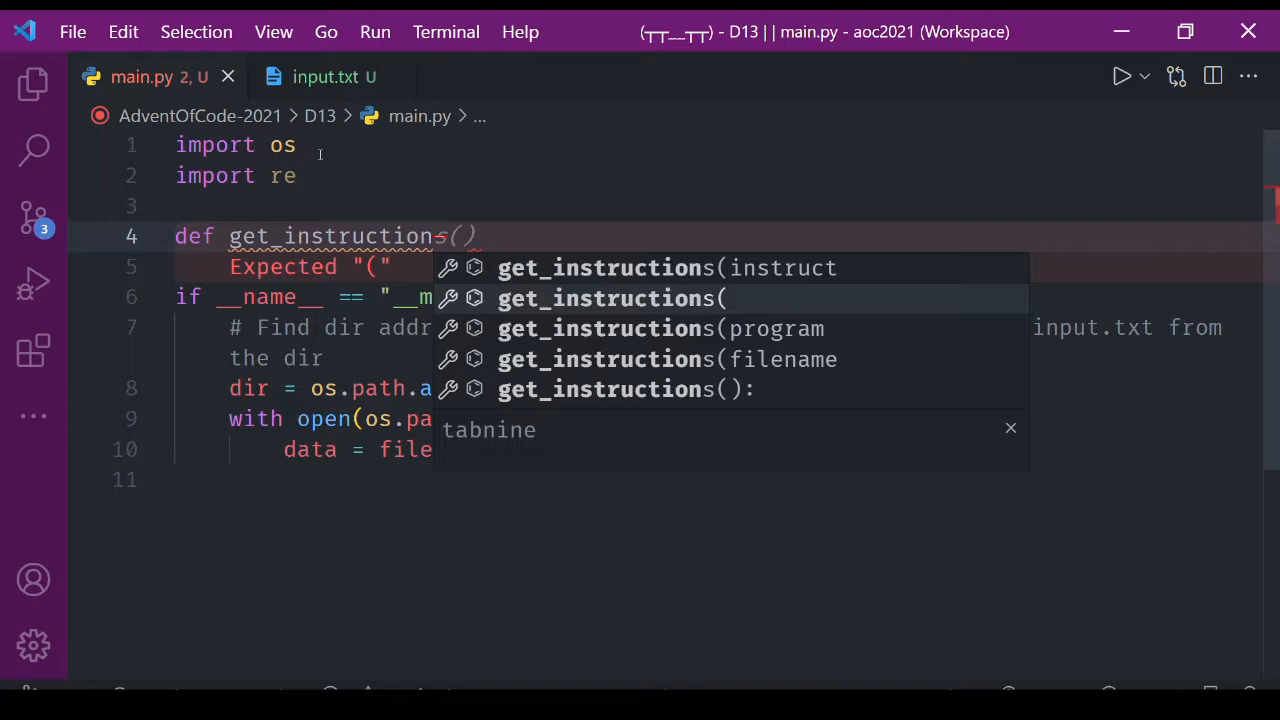 File Edit Selection View Go Run Terminal Help (┬┬__┬┬) - D13 | | main.py - aoc2021 (Workspace)
main.py 2, U input.txt U
AdventOfCode-2021 > D13 > main.py > ...
1 import os
2 import re
3
4 def get_instructions()
5 Expected "("
get_instructions(instruct
6 if __name__ == "__m
get_instructions(
7 # Find dir addr
get_instructions(program
input.txt from
the dir
get_instructions(filename
8 dir = os.path.a
get_instructions():
9 with open(os.pa
tabnine
10 data = file
11
3